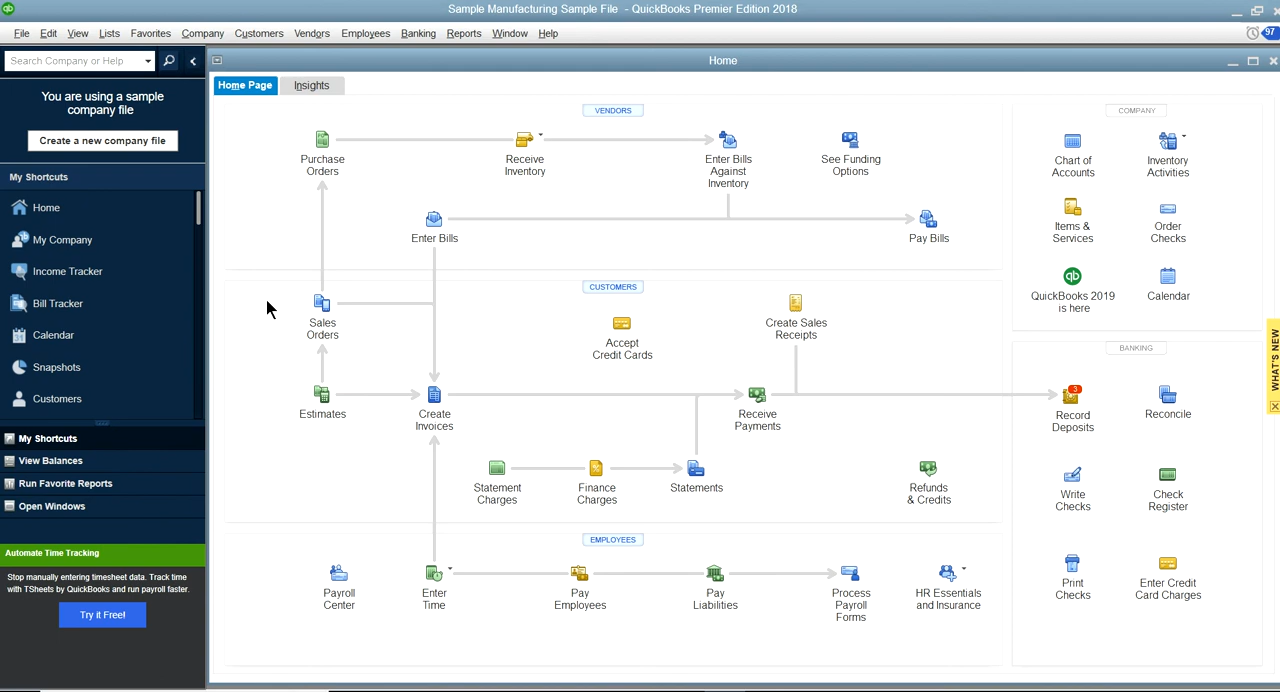 Sample Manufacturing Sample File - QuickBooks Premier Edition 2018
File Edit View Lists Favorites Company Customers Vendors Employees Banking Reports Window Help
97
Search Company or Help
Home
You are using a sample
company file
Create a new company file
My Shortcuts
Home
My Company
Income Tracker
Bill Tracker
Calendar
Snapshots
Customers
My Shortcuts
View Balances
Run Favorite Reports
Open Windows
Automate Time Tracking
Stop manually entering timesheet data. Track time
with TSheets by QuickBooks and run payroll faster.
Try it Free!
Home Page
Insights
VENDORS
Purchase
Orders
Receive
Inventory
Enter Bills
Against
Inventory
See Funding
Options
Enter Bills
Pay Bills
CUSTOMERS
Sales
Orders
Accept
Credit Cards
Create Sales
Receipts
Estimates
Create
Invoices
Receive
Payments
Statement
Charges
Finance
Charges
Statements
Refunds
& Credits
EMPLOYEES
Payroll
Center
Enter
Time
Pay
Employees
Pay
Liabilities
Process
Payroll
Forms
HR Essentials
and Insurance
COMPANY
Chart of
Accounts
Inventory
Activities
Items &
Services
Order
Checks
qb
QuickBooks 2019
is here
Calendar
BANKING
3
Record
Deposits
Reconcile
Write
Checks
Check
Register
Print
Checks
Enter Credit
Card Charges
WHAT'S NEW